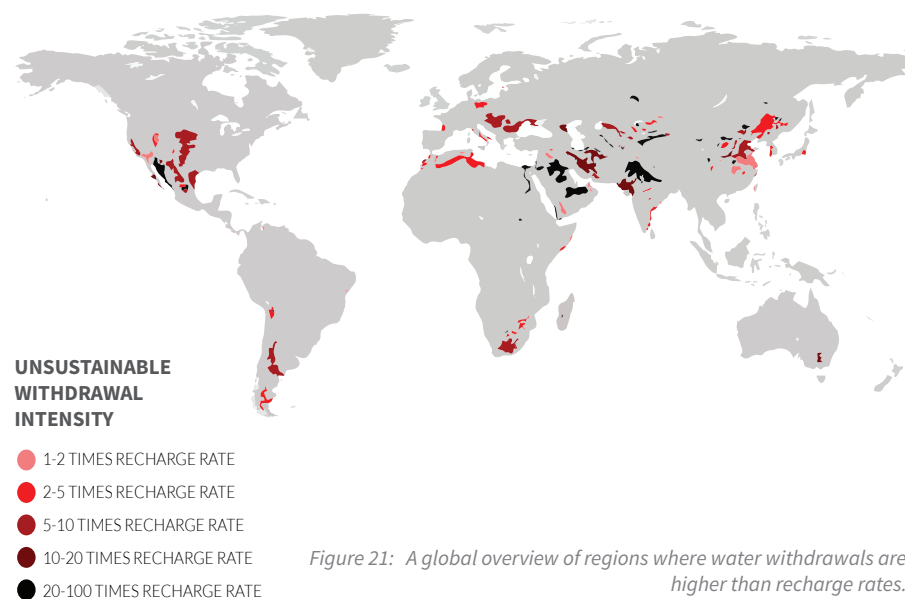 UNSUSTAINABLE
WITHDRAWAL
INTENSITY
1-2 TIMES RECHARGE RATE
2-5 TIMES RECHARGE RATE
5-10 TIMES RECHARGE RATE
10-20 TIMES RECHARGE RATE
20-100 TIMES RECHARGE RATE
Figure 21: A global overview of regions where water withdrawals are
higher than recharge rates.